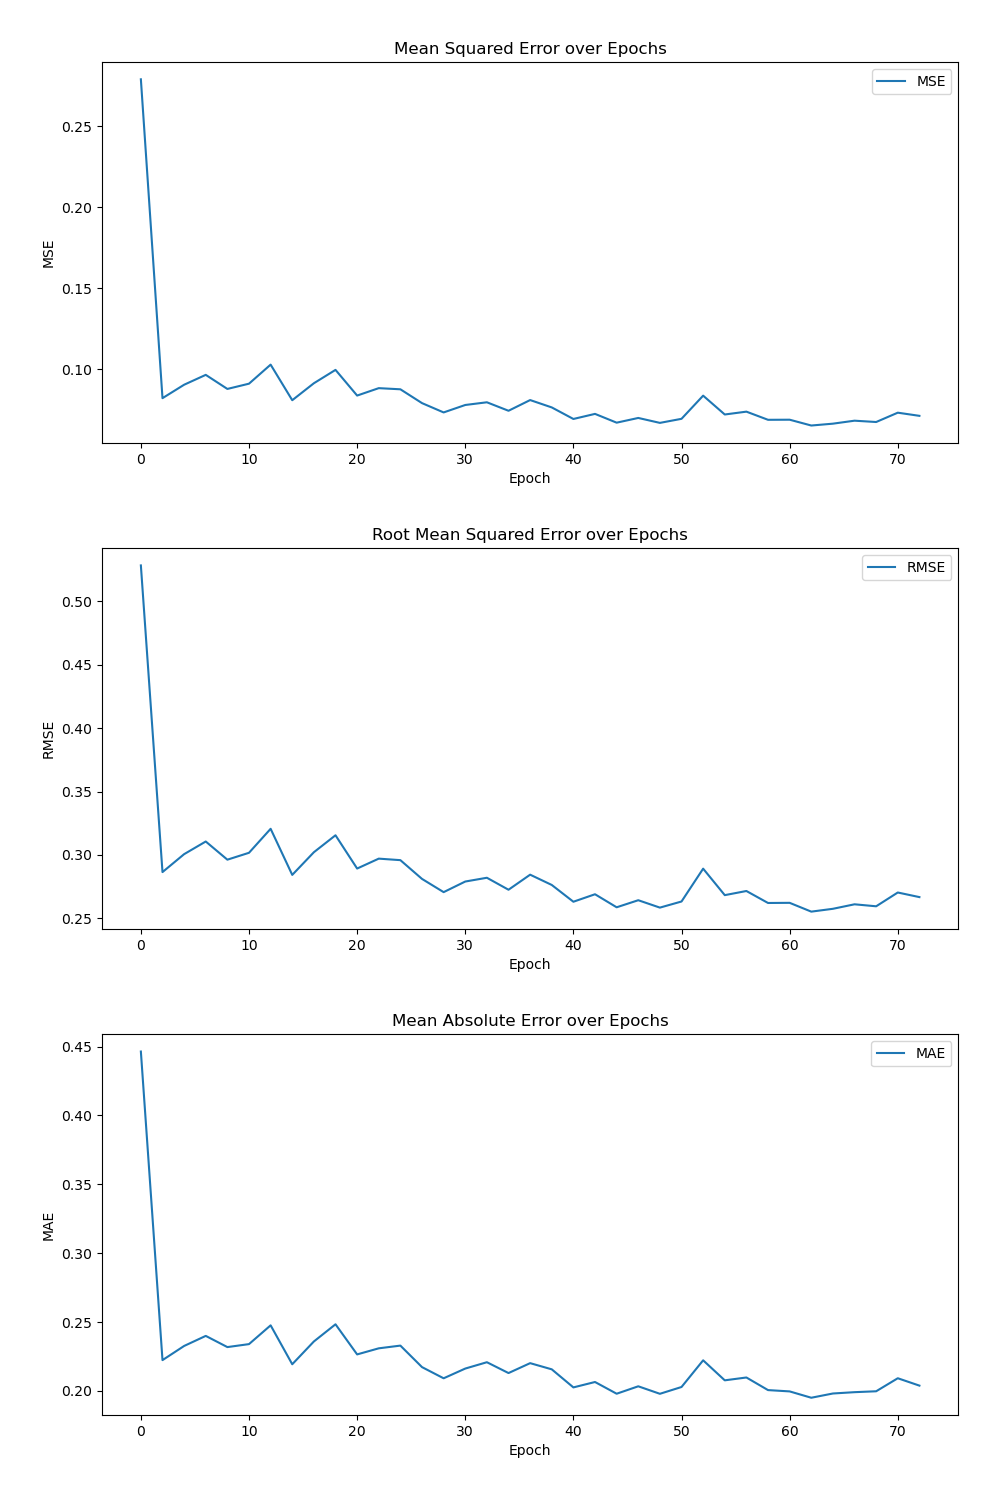 Mean Squared Error over Epochs
MSE
0.25
0.20
0.15
0.10
MSE
0 10 20 30 40 50 60 70
Epoch
Root Mean Squared Error over Epochs
RMSE
0.50
0.45
0.40
0.35
0.30
0.25
RMSE
0 10 20 30 40 50 60 70
Epoch
Mean Absolute Error over Epochs
MAE
0.45
0.40
0.35
0.30
0.25
0.20
MAE
0 10 20 30 40 50 60 70
Epoch